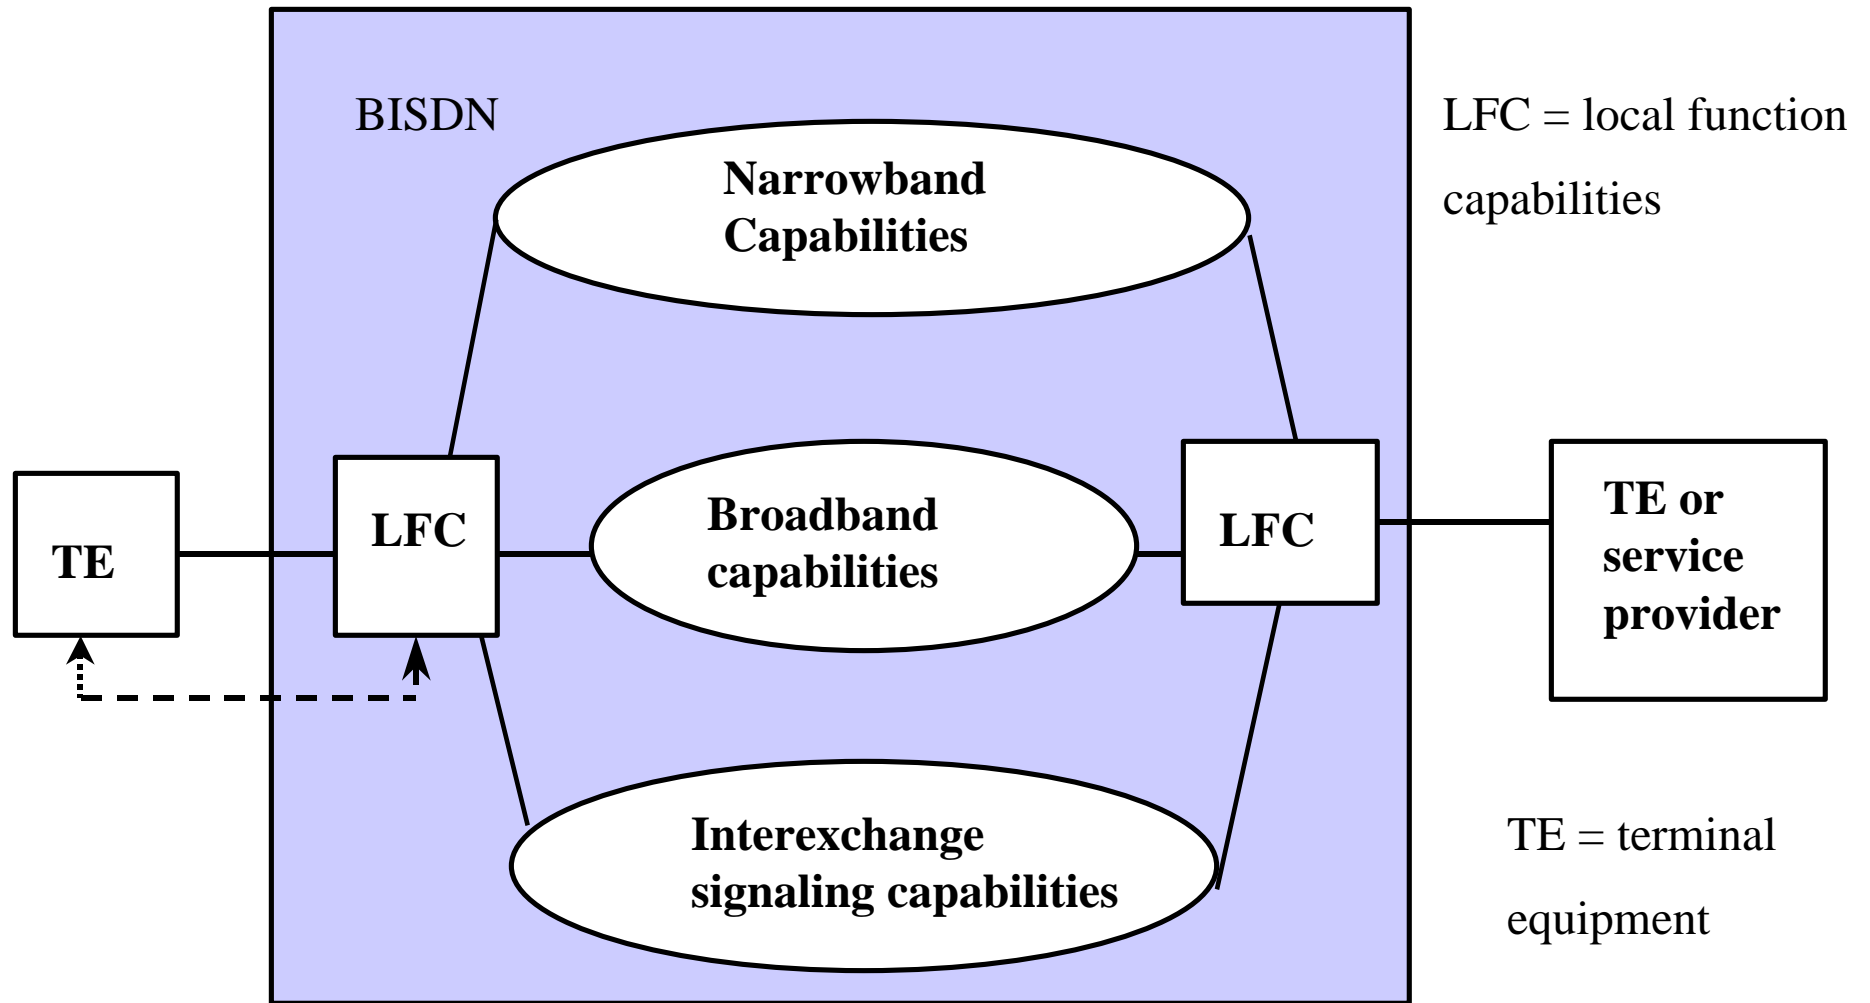 BISDN
LFC = local function
capabilities
Narrowband
Capabilities
TE
LFC
Broadband
capabilities
LFC
TE or
service
provider
Interexchange
signaling capabilities
TE = terminal
equipment